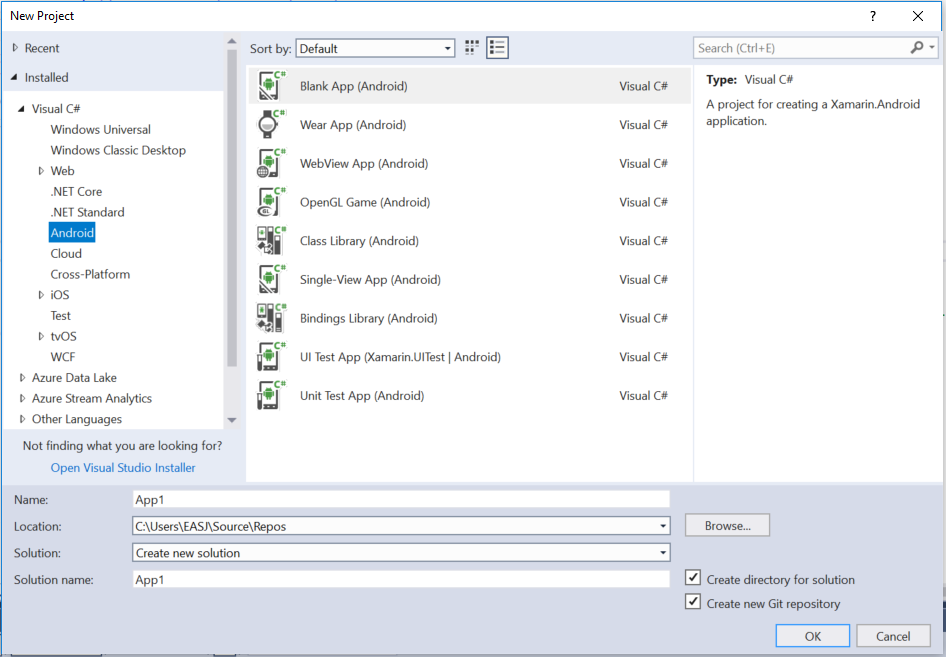 New Project
?
Recent
Installed
Visual C#
Windows Universal
Windows Classic Desktop
Web
.NET Core
.NET Standard
Android
Cloud
Cross-Platform
iOS
Test
tvOS
WCF
Azure Data Lake
Azure Stream Analytics
Other Languages
Not finding what you are looking for?
Open Visual Studio Installer
Sort by: Default
Blank App (Android) Visual C#
Wear App (Android) Visual C#
WebView App (Android) Visual C#
OpenGL Game (Android) Visual C#
Class Library (Android) Visual C#
Single-View App (Android) Visual C#
Bindings Library (Android) Visual C#
UI Test App (Xamarin.UITest | Android) Visual C#
Unit Test App (Android) Visual C#
Search (Ctrl+E)
Type: Visual C#
A project for creating a Xamarin.Android
application.
Name: App1
Location: C:\Users\EASJ\Source\Repos Browse...
Solution: Create new solution
Solution name: App1
Create directory for solution
Create new Git repository
OK Cancel